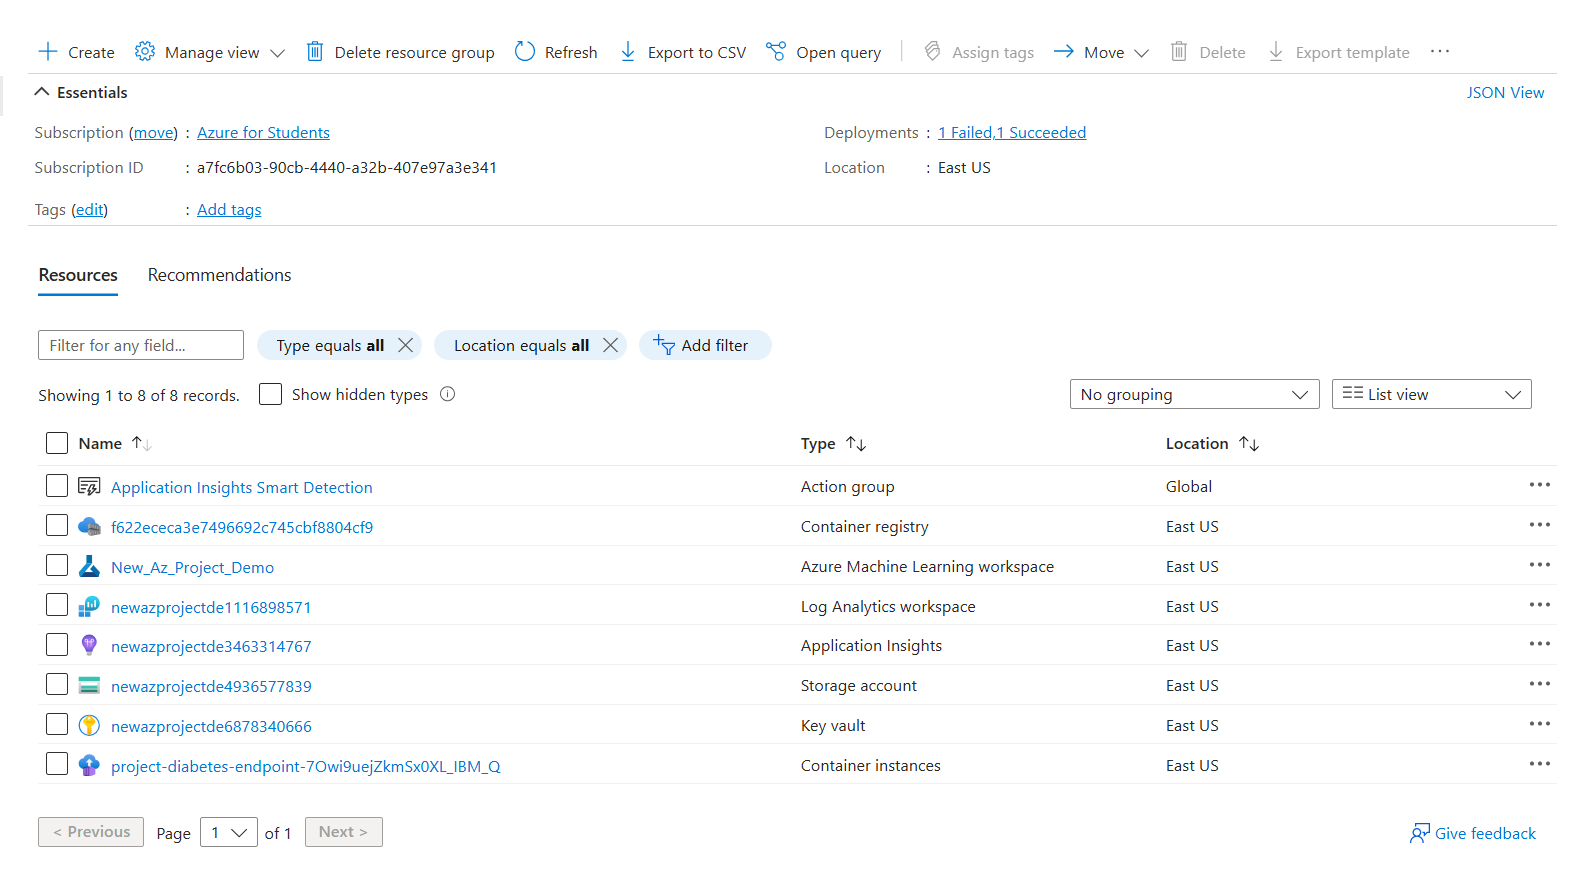 Create Manage view Delete resource group Refresh Export to CSV Open query Assign tags Move Delete Export template ...
Essentials JSON View
Subscription (move) : Azure for Students Deployments : 1 Failed,1 Succeeded
Subscription ID : a7fc6b03-90cb-4440-a32b-407e97a3e341 Location : East US
Tags (edit) : Add tags
Resources Recommendations
Filter for any field... Type equals all Location equals all Add filter
Showing 1 to 8 of 8 records. Show hidden types No grouping List view
Name Type Location
Application Insights Smart Detection Action group Global
f622ececa3e7496692c745cbf8804cf9 Container registry East US
New_Az_Project_Demo Azure Machine Learning workspace East US
newazprojectde1116898571 Log Analytics workspace East US
newazprojectde3463314767 Application Insights East US
newazprojectde4936577839 Storage account East US
newazprojectde6878340666 Key vault East US
project-diabetes-endpoint-7Owi9uejZkmSx0XL_IBM_Q Container instances East US
< Previous Page 1 of 1 Next > Give feedback